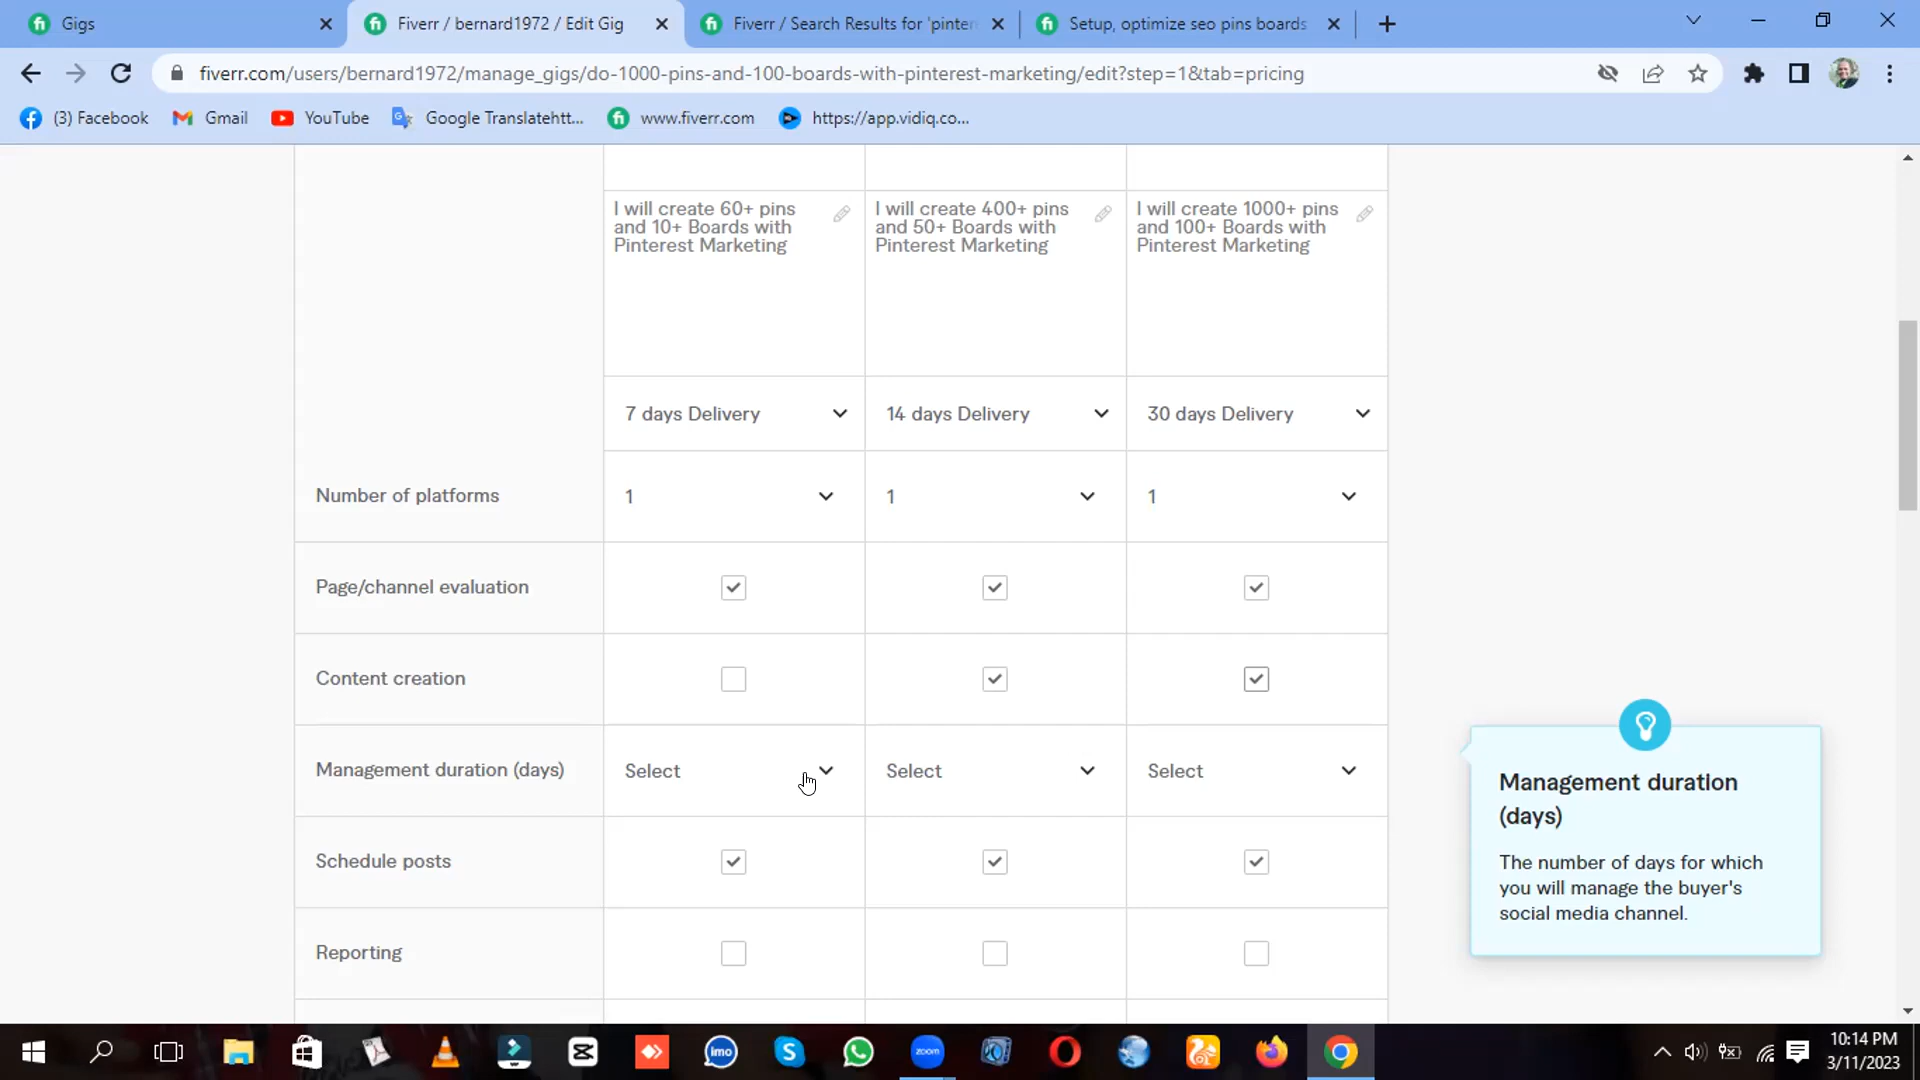 Gigs
Fiverr / bernard1972 / Edit Gig
Fiverr / Search Results for 'pinter
Setup, optimize seo pins boards
fiverr.com/users/bernard1972/manage_gigs/do-1000-pins-and-100-boards-with-pinterest-marketing/edit?step=1&tab=pricing
(3) Facebook
Gmail
YouTube
Google Translatehtt...
www.fiverr.com
https://app.vidiq.co...
I will create 60+ pins
and 10+ Boards with
Pinterest Marketing
I will create 400+ pins
and 50+ Boards with
Pinterest Marketing
I will create 1000+ pins
and 100+ Boards with
Pinterest Marketing
7 days Delivery
14 days Delivery
30 days Delivery
Number of platforms
1
1
1
Page/channel evaluation
Content creation
Management duration (days)
Select
Select
Select
Schedule posts
Reporting
Management duration
(days)
The number of days for which
you will manage the buyer's
social media channel.
imo
zoom
10:14 PM
3/11/2023